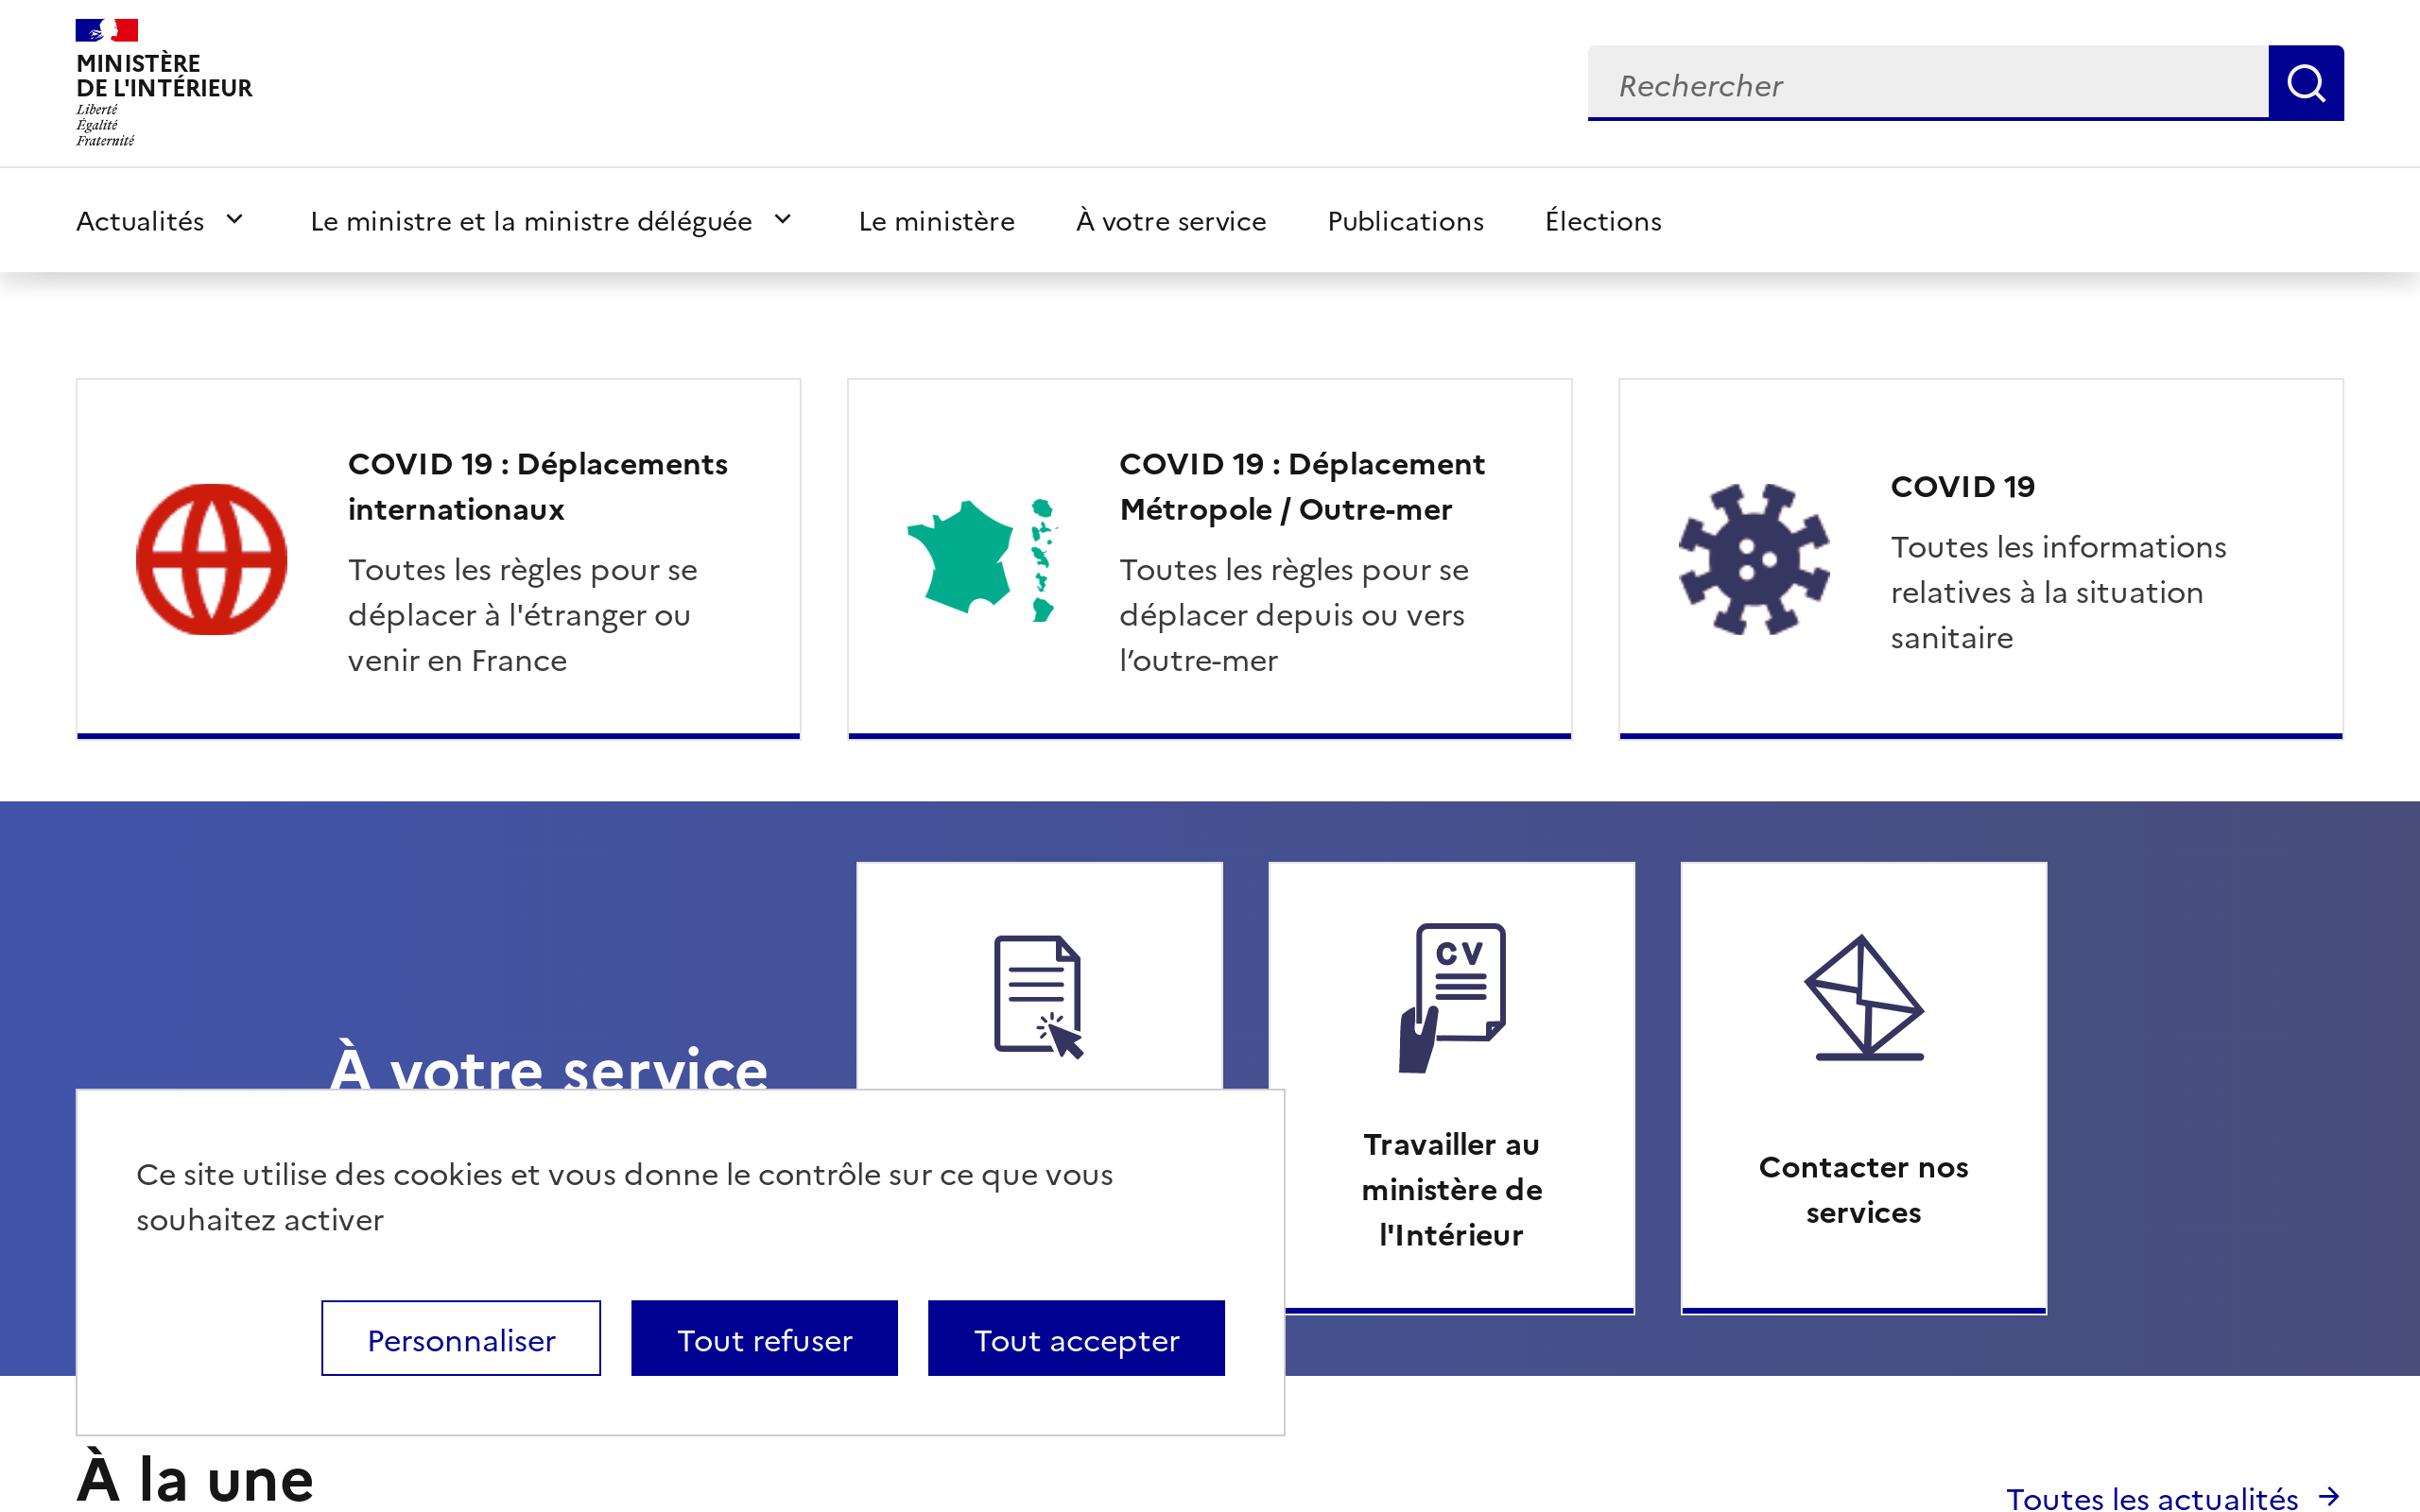 MINISTÈRE
DE L'INTÉRIEUR
Liberté
Égalité
Fraternité
Rechercher
Actualités
Le ministre et la ministre déléguée
Le ministère
À votre service
Publications
Élections
COVID 19 : Déplacements
internationaux
Toutes les règles pour se
déplacer à l'étranger ou
venir en France
COVID 19 : Déplacement
Métropole / Outre-mer
Toutes les règles pour se
déplacer depuis ou vers
l’outre-mer
COVID 19
Toutes les informations
relatives à la situation
sanitaire
À votre service
CV
Travailler au
ministère de
l'Intérieur
Contacter nos
services
Ce site utilise des cookies et vous donne le contrôle sur ce que vous
souhaitez activer
Personnaliser
Tout refuser
Tout accepter
À la une
Toutes les actualités